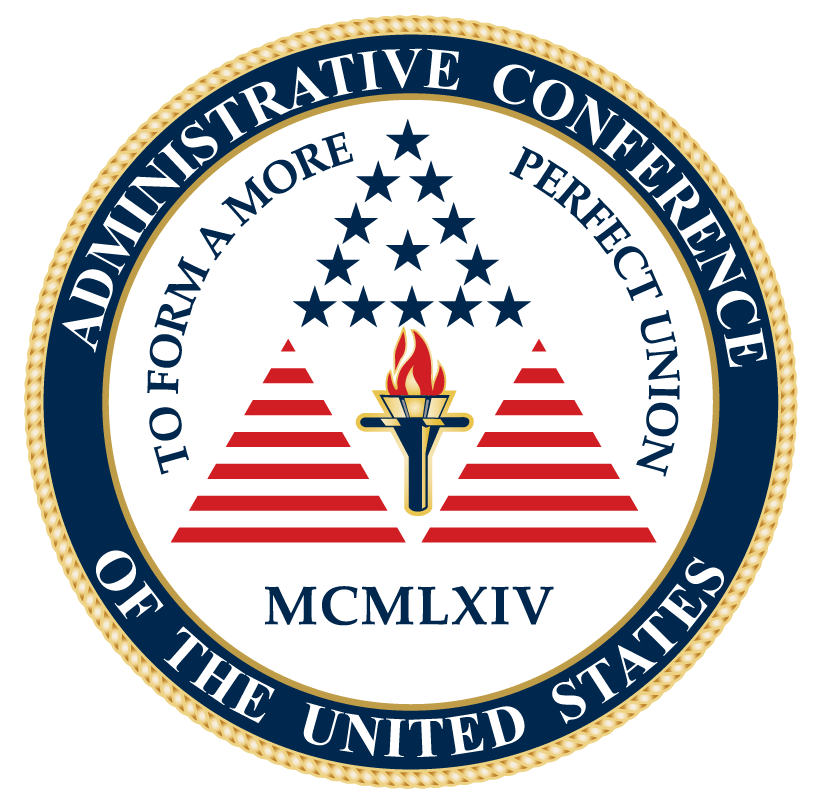 ADMINISTRATIVE CONFERENCE
OF THE UNITED STATES
TO FORM A MORE
PERFECT UNION
MCMLXIV